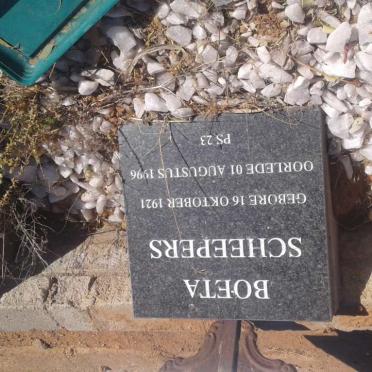 BOETA
SCHEEPERS
GEBORE 16 OKTOBER 1921
OORLEDE 01 AUGUSTUS 1996
PS 23